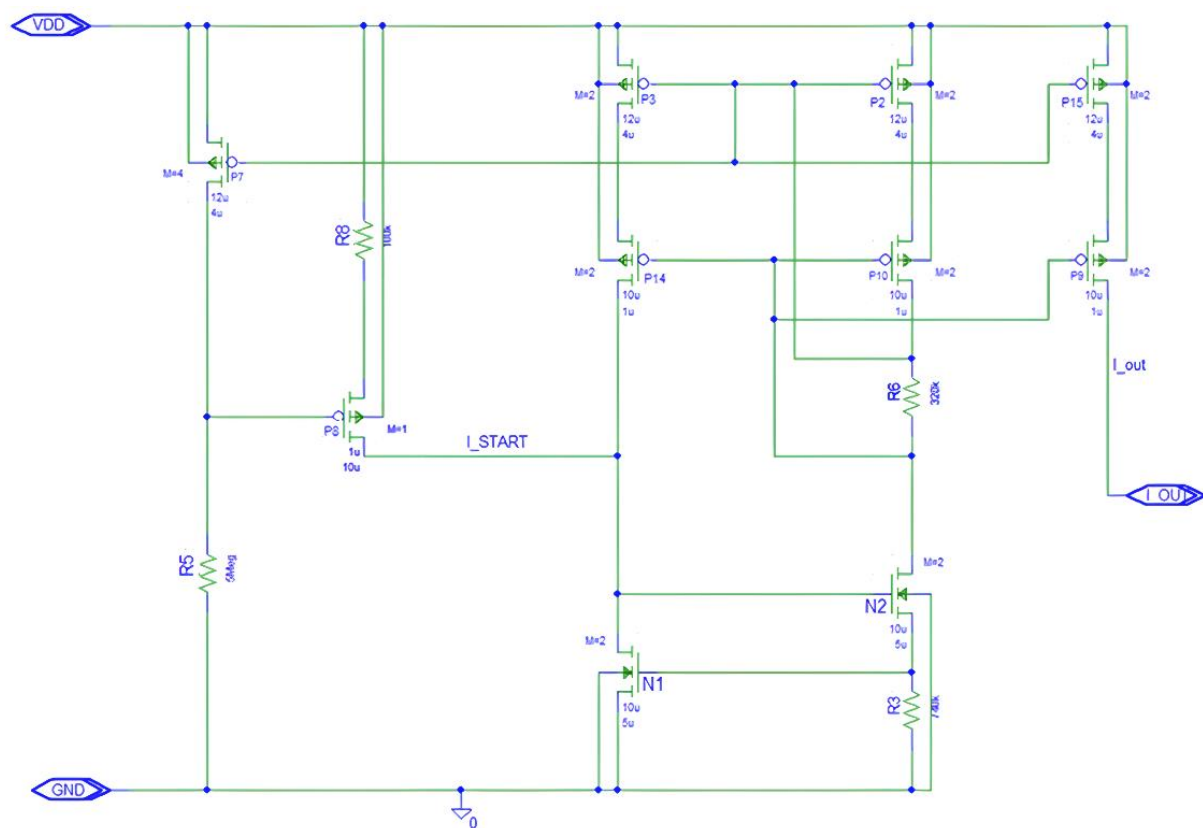 VDD
M=2
P3
12u
4u
P2
M=2
12u
4u
P15
M=2
12u
4u
M=4
P7
12u
4u
R8
100k
M=2
P14
10u
1u
P10
M=2
10u
1u
P9
M=2
10u
1u
I_out
R6
320k
P8
M=1
1u
10u
I_START
I_OUT
R5
5Meg
M=2
N2
10u
5u
M=2
N1
10u
5u
R3
740k
GND
0